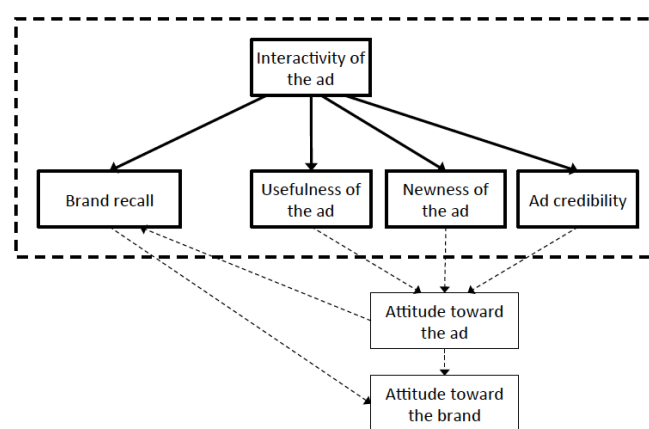 Interactivity of
the ad
Brand recall
Usefulness of
the ad
Newness of
the ad
Ad credibility
Attitude toward
the ad
Attitude toward
the brand